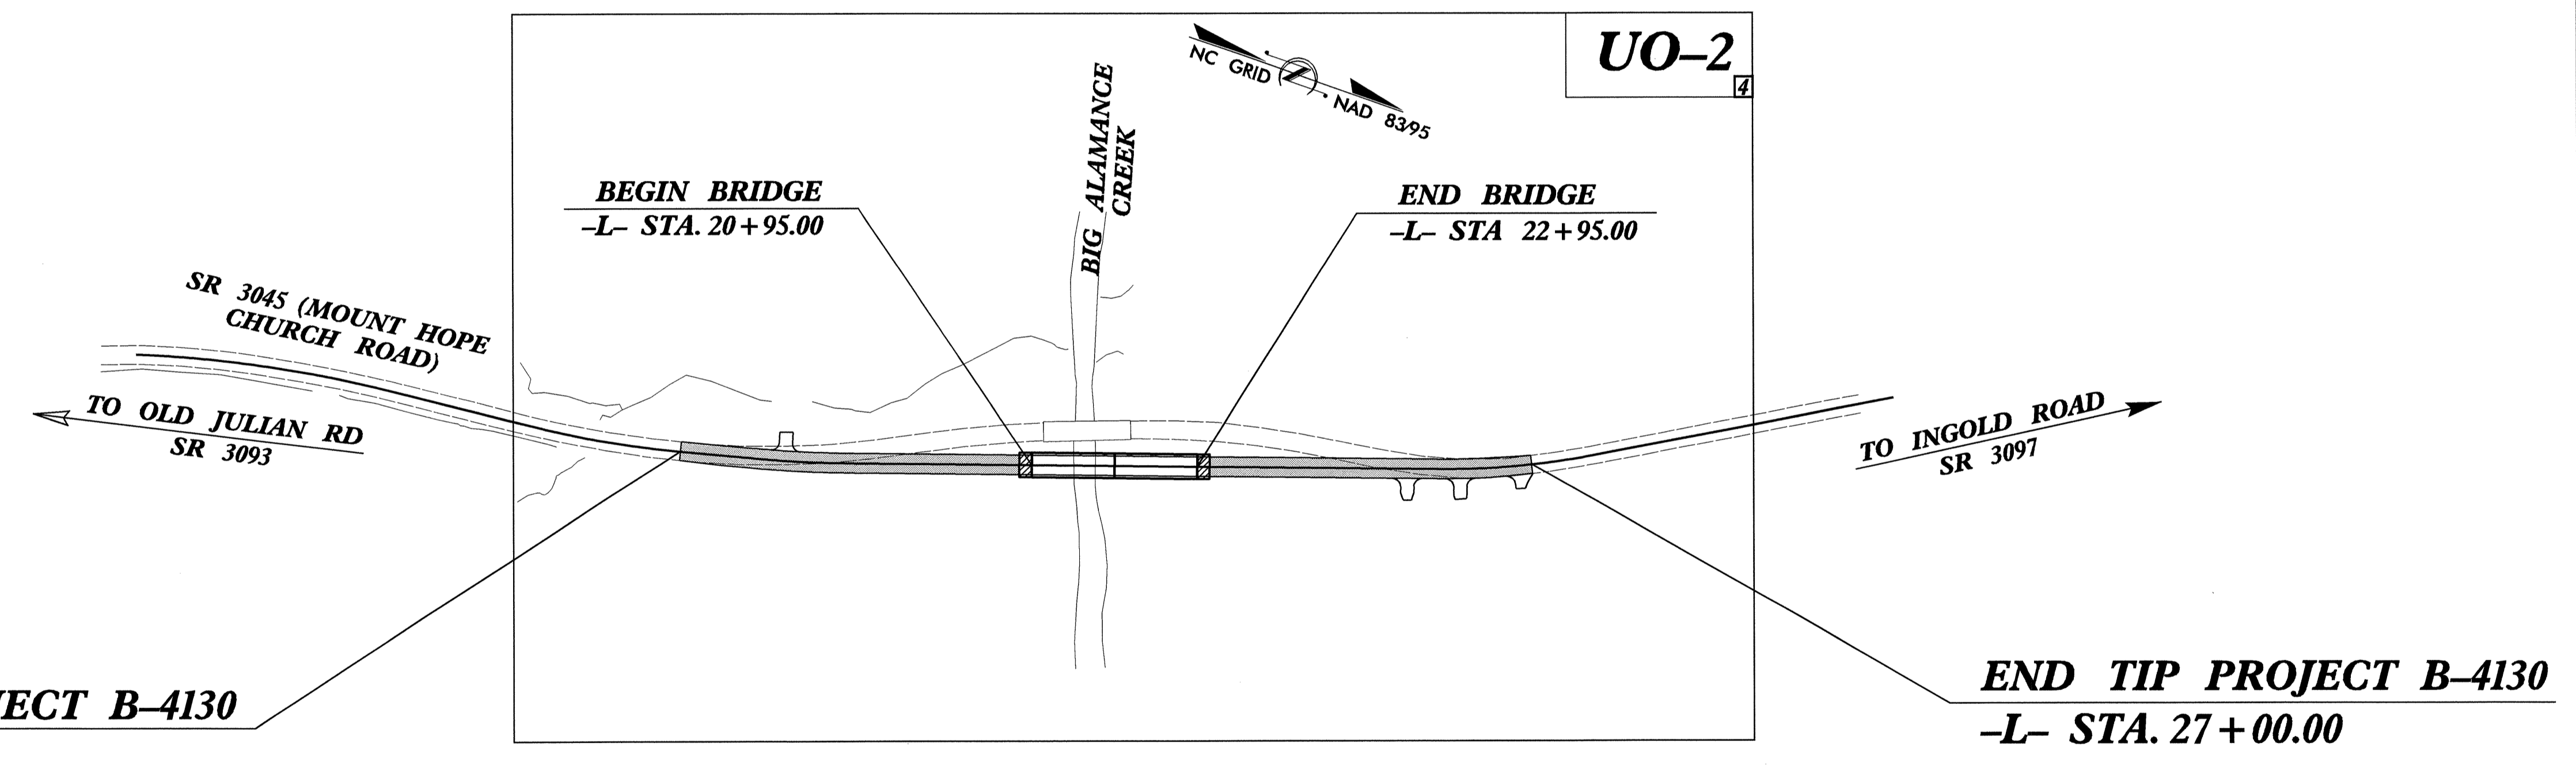 UO–2
4
NC GRID
NAD 83/95
BIG ALAMANCE
CREEK
BEGIN BRIDGE
–L– STA. 20+95.00
END BRIDGE
–L– STA 22+95.00
SR 3045 (MOUNT HOPE
CHURCH ROAD)
TO OLD JULIAN RD
SR 3093
TO INGOLD ROAD
SR 3097
JECT B–4130
END TIP PROJECT B–4130
–L– STA. 27+00.00